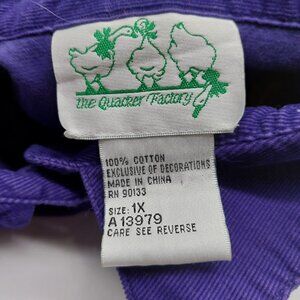 the Quacker Factory
100% COTTON
EXCLUSIVE OF DECORATIONS
MADE IN CHINA
RN 90133
SIZE: 1X
A 13979
CARE SEE REVERSE